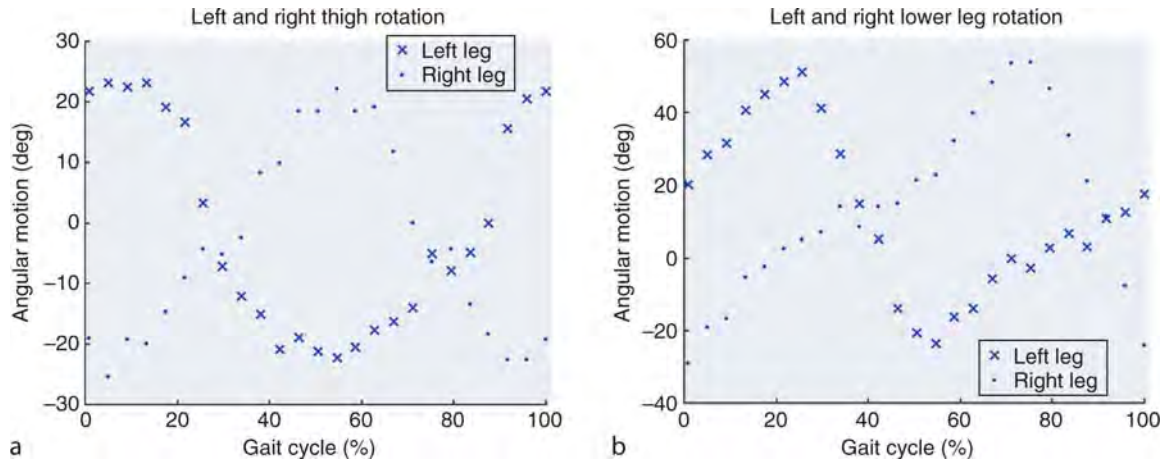 Left and right thigh rotation
30
20
10
0
−10
−20
−30
Angular motion (deg)
Left leg
Right leg
0
20
40
60
80
100
Gait cycle (%)
a
Left and right lower leg rotation
60
40
20
0
−20
−40
Angular motion (deg)
Left leg
Right leg
0
20
40
60
80
100
Gait cycle (%)
b